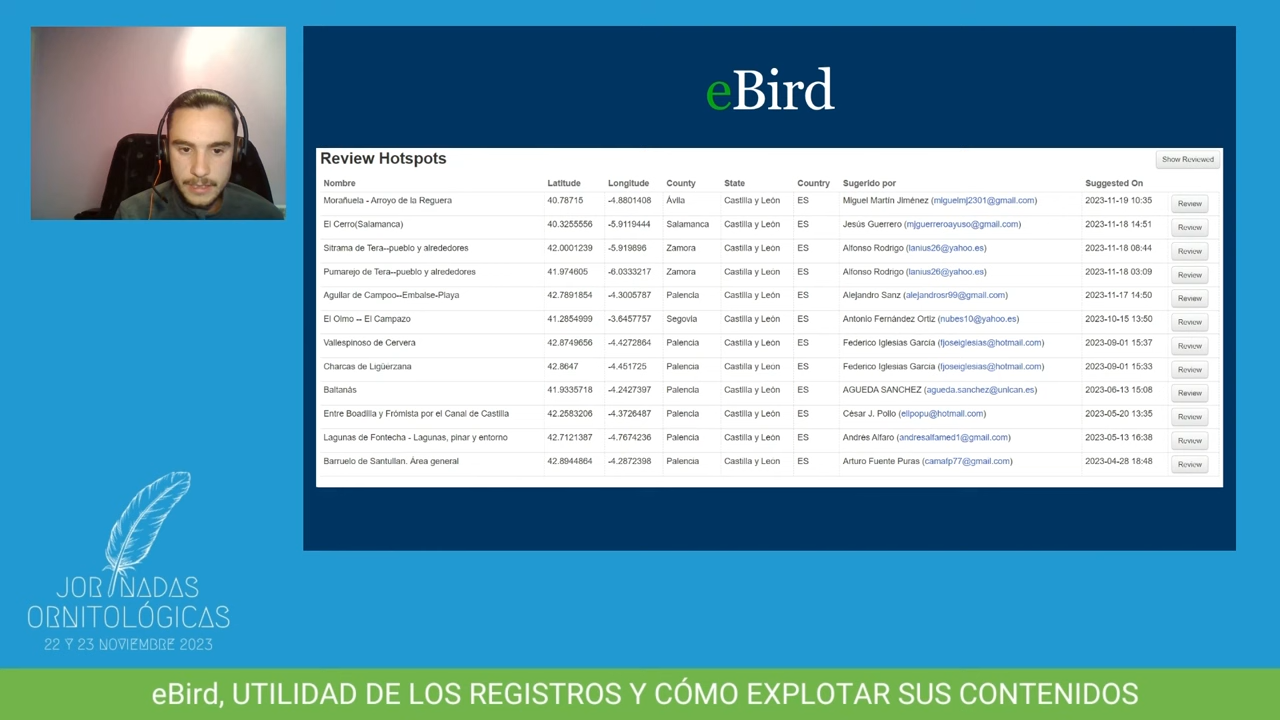 eBird
Review Hotspots
Show Reviewed
Nombre Latitude Longitude County State Country Sugerido por Suggested On
Morañuela - Arroyo de la Reguera 40.78715 -4.8801408 Ávila Castilla y León ES Miguel Martín Jiménez (miguelmj2301@gmail.com) 2023-11-19 10:35 Review
El Cerro(Salamanca) 40.3255556 -5.9119444 Salamanca Castilla y León ES Jesús Guerrero (mjguerreroayuso@gmail.com) 2023-11-18 14:51 Review
Sitrama de Tera--pueblo y alrededores 42.0001239 -5.919896 Zamora Castilla y León ES Alfonso Rodrigo (lanius26@yahoo.es) 2023-11-18 08:44 Review
Pumarejo de Tera--pueblo y alrededores 41.974605 -6.0333217 Zamora Castilla y León ES Alfonso Rodrigo (lanius26@yahoo.es) 2023-11-18 03:09 Review
Aguilar de Campoo--Embalse-Playa 42.7891854 -4.3005787 Palencia Castilla y León ES Alejandro Sanz (alejandrosr99@gmail.com) 2023-11-17 14:50 Review
El Olmo -- El Campazo 41.2854999 -3.6457757 Segovia Castilla y León ES Antonio Fernández Ortiz (nubes10@yahoo.es) 2023-10-15 13:50 Review
Vallespinoso de Cervera 42.8749656 -4.4272864 Palencia Castilla y León ES Federico Iglesias García (fjoseiglesias@hotmail.com) 2023-09-01 15:37 Review
Charcas de Ligüerzana 42.8647 -4.451725 Palencia Castilla y León ES Federico Iglesias García (fjoseiglesias@hotmail.com) 2023-09-01 15:33 Review
Baltanás 41.9335718 -4.2427397 Palencia Castilla y León ES AGUEDA SANCHEZ (agueda.sanchez@unican.es) 2023-06-13 15:08 Review
Entre Boadilla y Frómista por el Canal de Castilla 42.2583206 -4.3726487 Palencia Castilla y León ES César J. Pollo (elipopu@hotmail.com) 2023-05-20 13:35 Review
Lagunas de Fontecha - Lagunas, pinar y entorno 42.7121387 -4.7674236 Palencia Castilla y León ES Andrés Alfaro (andresalfamed1@gmail.com) 2023-05-13 16:38 Review
Barruelo de Santullan. Área general 42.8944864 -4.2872398 Palencia Castilla y León ES Arturo Fuente Puras (camafp77@gmail.com) 2023-04-28 18:48 Review
JORNADAS
ORNITOLÓGICAS
22 Y 23 NOVIEMBRE 2023
eBird, UTILIDAD DE LOS REGISTROS Y CÓMO EXPLOTAR SUS CONTENIDOS